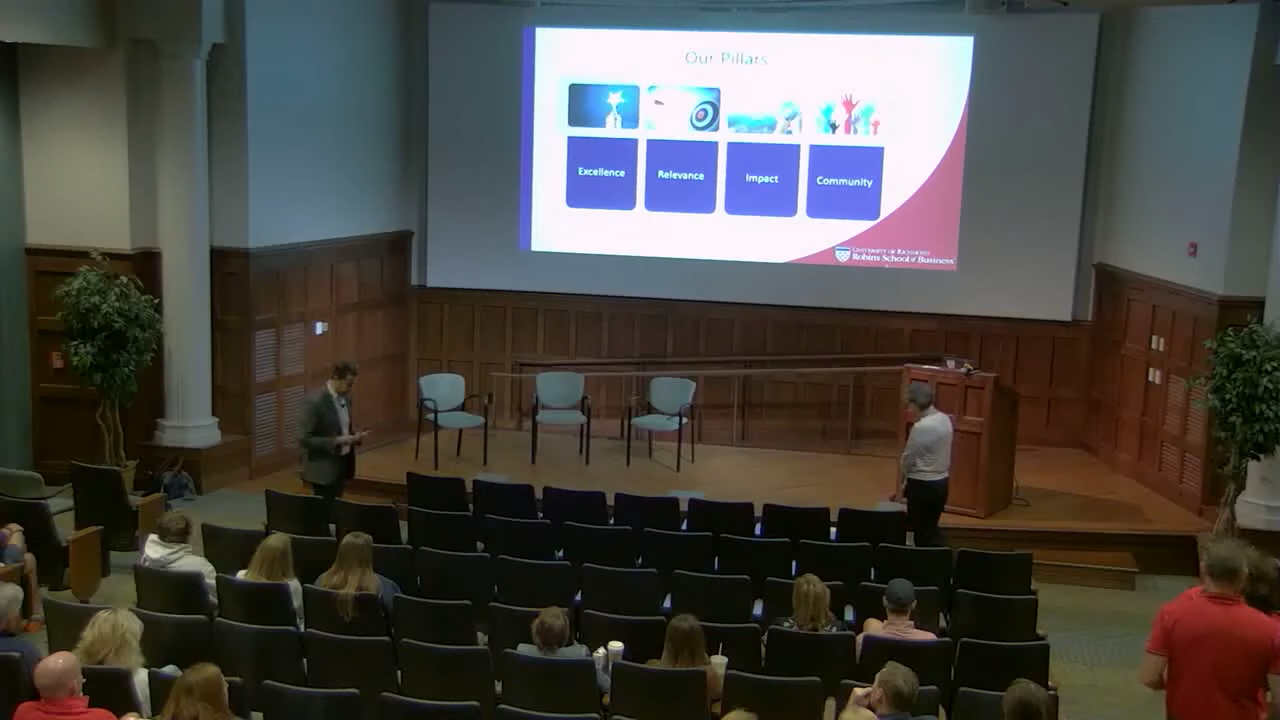 Our Pillars
Excellence
Relevance
Impact
Community
University of Richmond
Robins School of Business